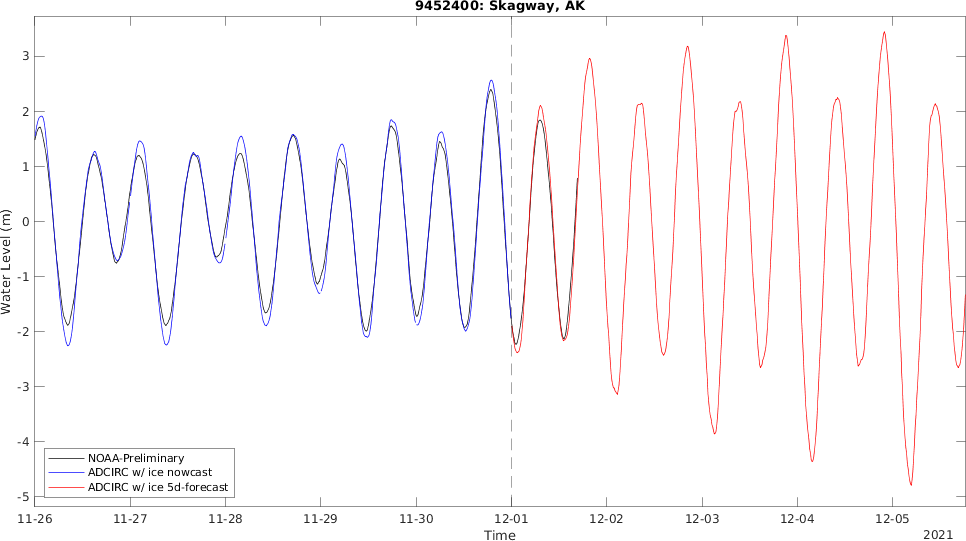 9452400: Skagway, AK
Water Level (m)
3
2
1
0
-1
-2
-3
-4
-5
NOAA-Preliminary
ADCIRC w/ ice nowcast
ADCIRC w/ ice 5d-forecast
11-26 11-27 11-28 11-29 11-30 12-01 12-02 12-03 12-04 12-05
Time
2021